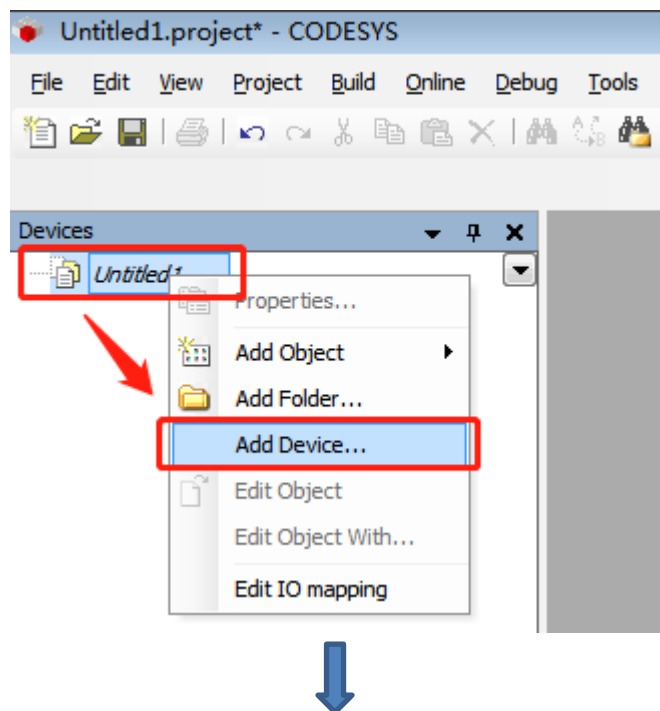 Untitled1.project* - CODESYS
File Edit View Project Build Online Debug Tools
Devices
Untitled1
Properties...
Add Object
Add Folder...
Add Device...
Edit Object
Edit Object With...
Edit IO mapping